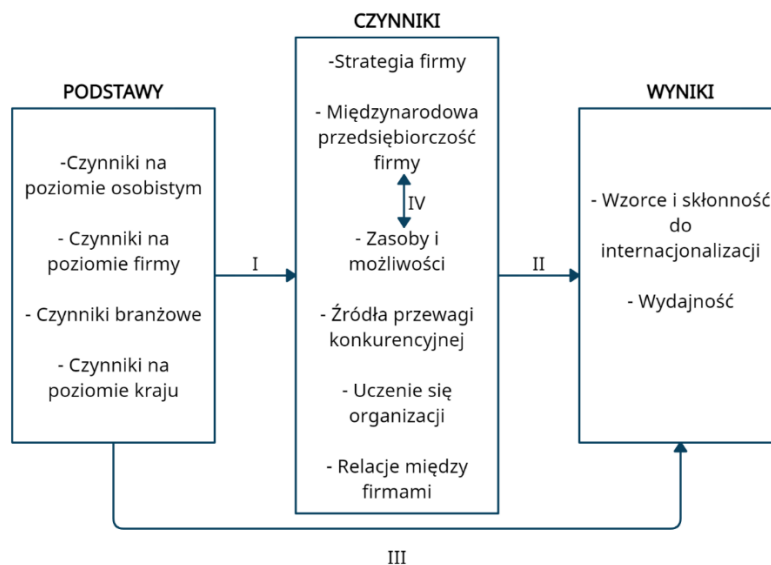 PODSTAWY
-Czynniki na
poziomie osobistym
- Czynniki na
poziomie firmy
- Czynniki branżowe
- Czynniki na
poziomie kraju
I
CZYNNIKI
-Strategia firmy
- Międzynarodowa
przedsiębiorczość
firmy
IV
- Zasoby i
możliwości
- Źródła przewagi
konkurencyjnej
- Uczenie się
organizacji
- Relacje między
firmami
II
WYNIKI
- Wzorce i skłonność
do
internacjonalizacji
- Wydajność
III